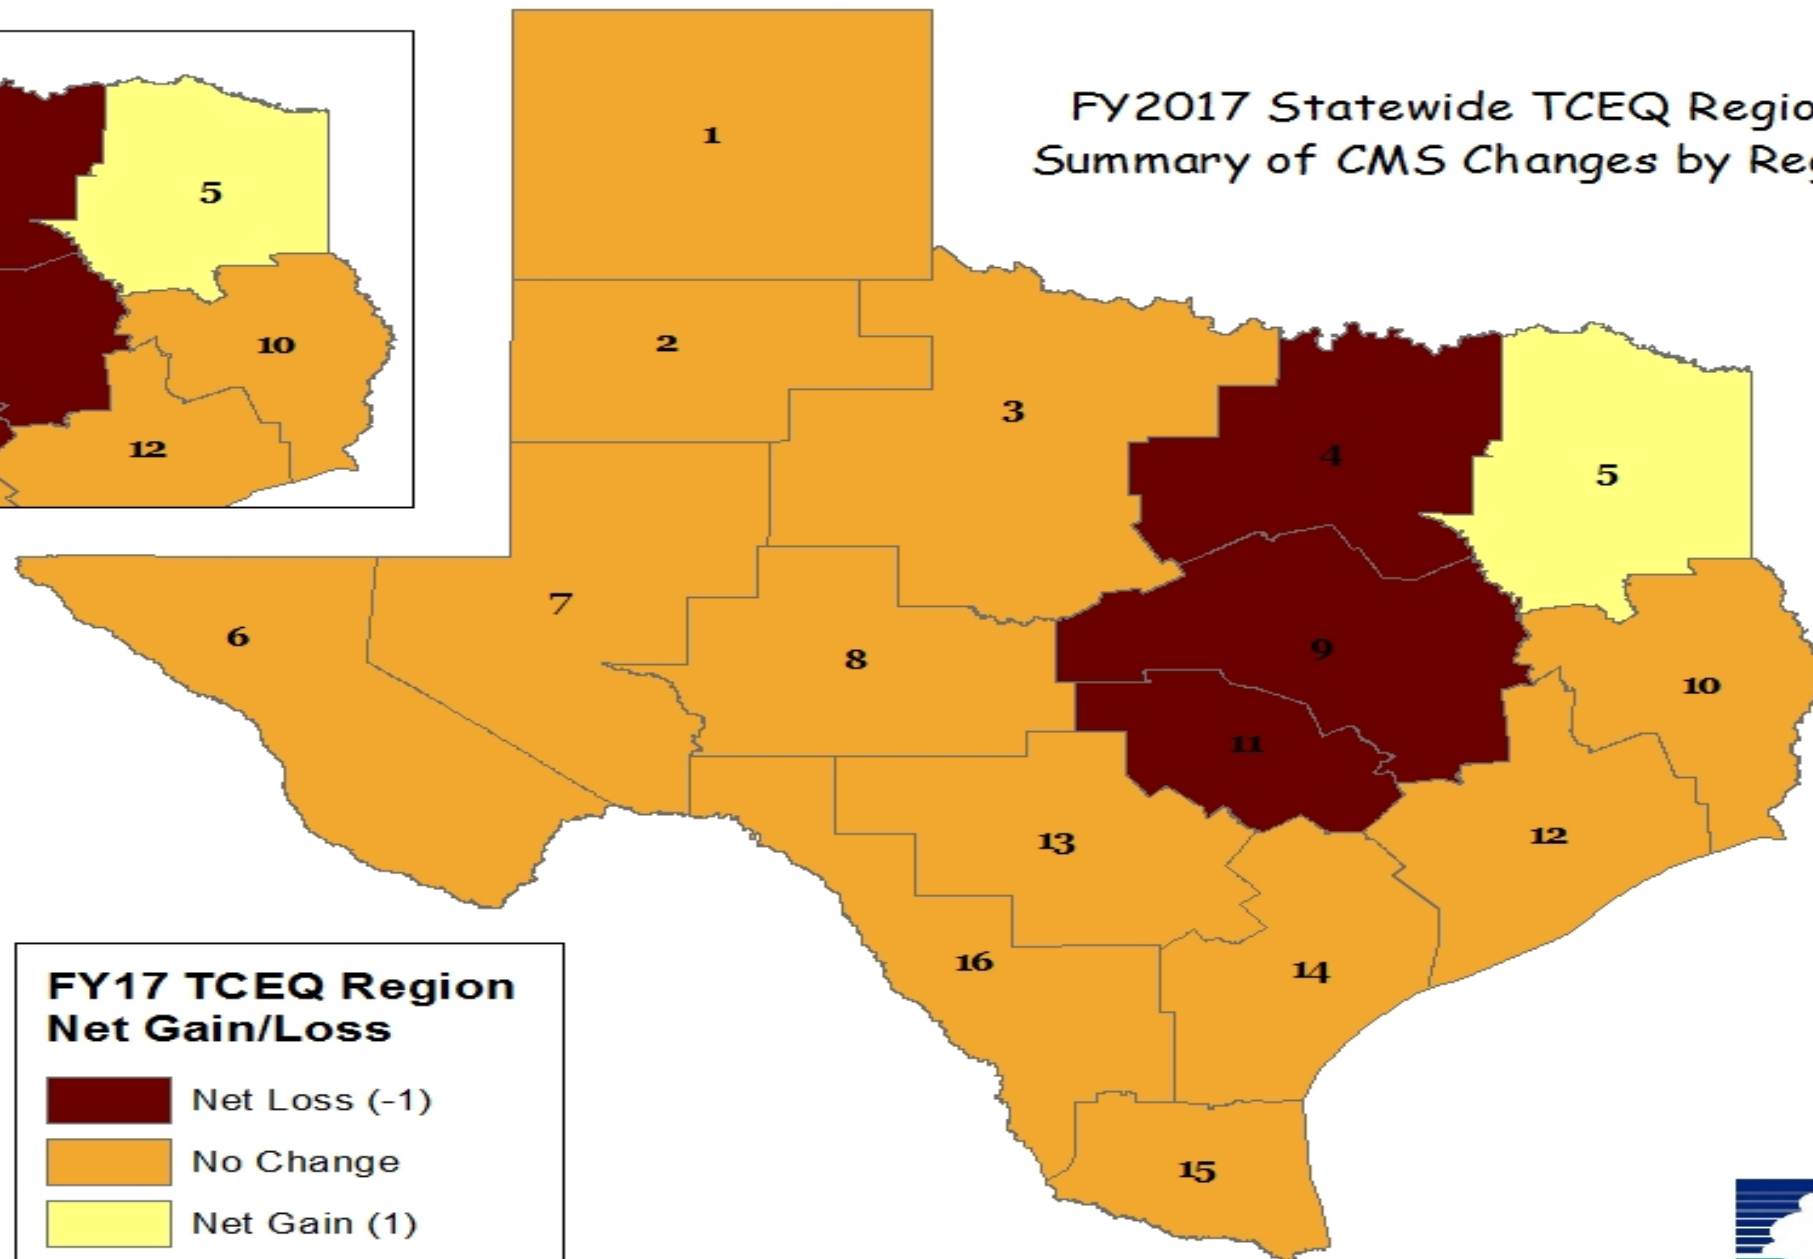 FY2017 Statewide TCEQ
Summary of CMS Changes by
1
2
3
4
5
6
7
8
9
10
11
12
13
14
15
16
5
10
12
FY17 TCEQ Region
Net Gain/Loss
Net Loss (-1)
No Change
Net Gain (1)